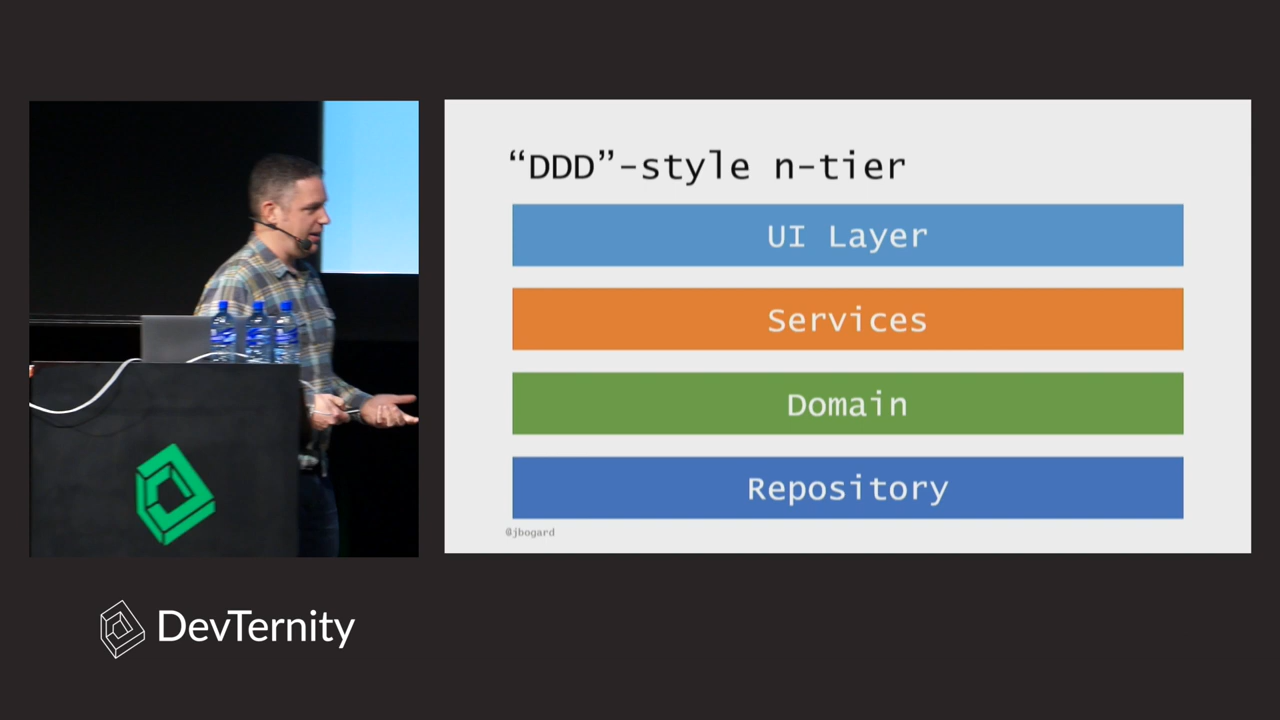 “DDD”-style n-tier
UI Layer
Services
Domain
Repository
@jbogard
DevTernity